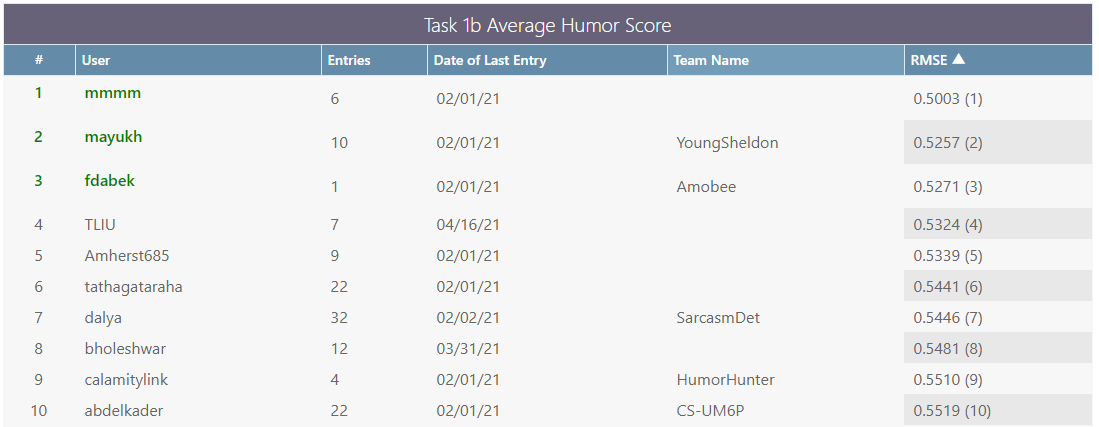 Task 1b Average Humor Score
# User Entries Date of Last Entry Team Name RMSE ▲
1 mmmm 6 02/01/21 0.5003 (1)
2 mayukh 10 02/01/21 YoungSheldon 0.5257 (2)
3 fdabek 1 02/01/21 Amobee 0.5271 (3)
4 TLIU 7 04/16/21 0.5324 (4)
5 Amherst685 9 02/01/21 0.5339 (5)
6 tathagataraha 22 02/01/21 0.5441 (6)
7 dalya 32 02/02/21 SarcasmDet 0.5446 (7)
8 bholeshwar 12 03/31/21 0.5481 (8)
9 calamitylink 4 02/01/21 HumorHunter 0.5510 (9)
10 abdelkader 22 02/01/21 CS-UM6P 0.5519 (10)